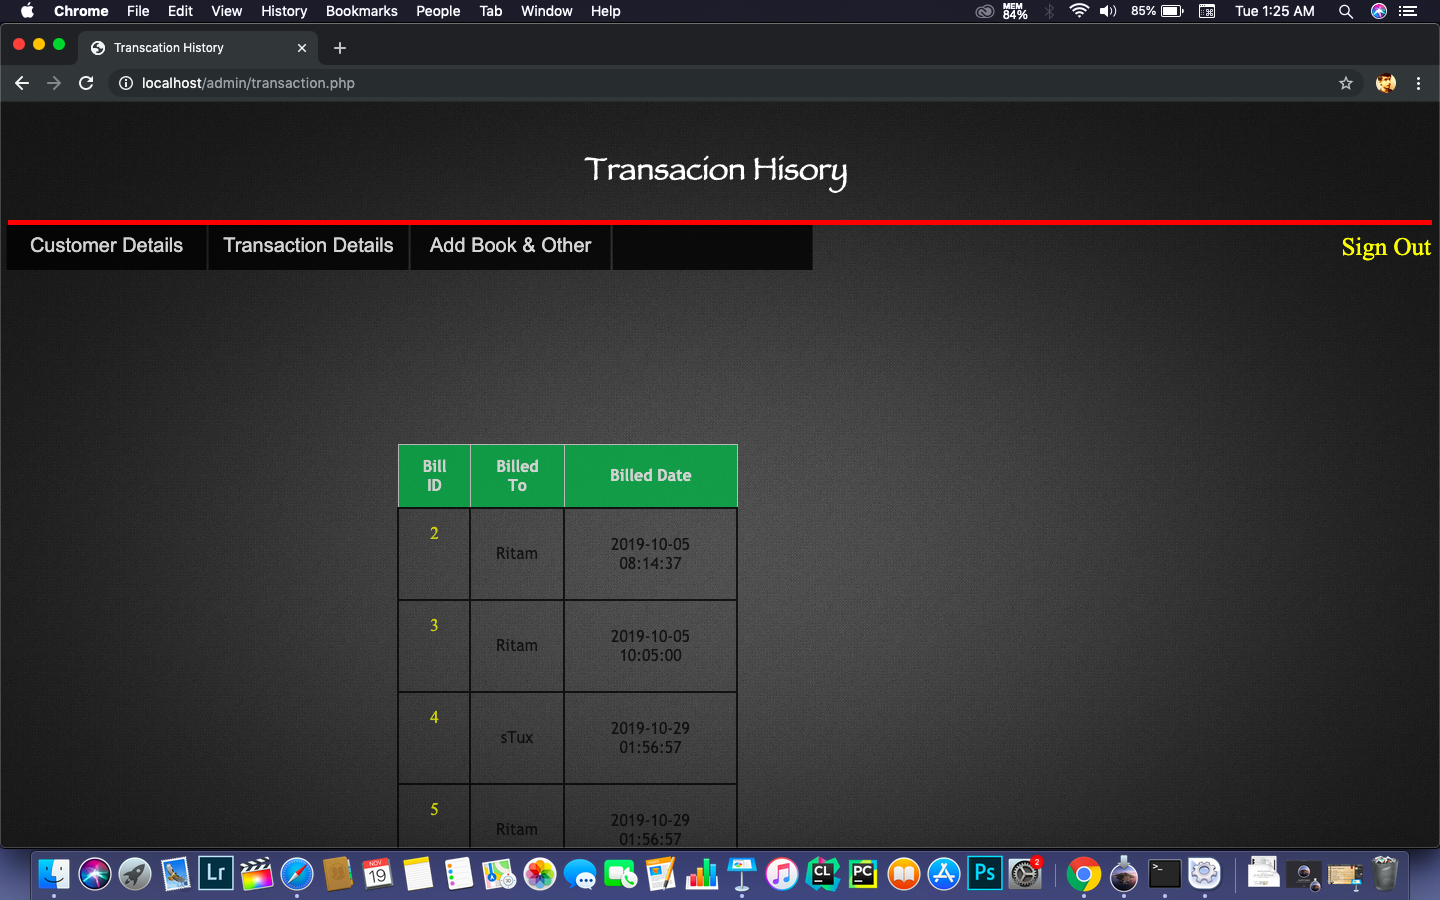 Chrome File Edit View History Bookmarks People Tab Window Help MEM 84% 85% Tue 1:25 AM
Transcation History
localhost/admin/transaction.php
Transacion Hisory
Customer Details Transaction Details Add Book & Other Sign Out
Bill ID Billed To Billed Date
2 Ritam 2019-10-05 08:14:37
3 Ritam 2019-10-05 10:05:00
4 sTux 2019-10-29 01:56:57
5 Ritam 2019-10-29 01:56:57
Lr NOV 19 CL PC Ps 2